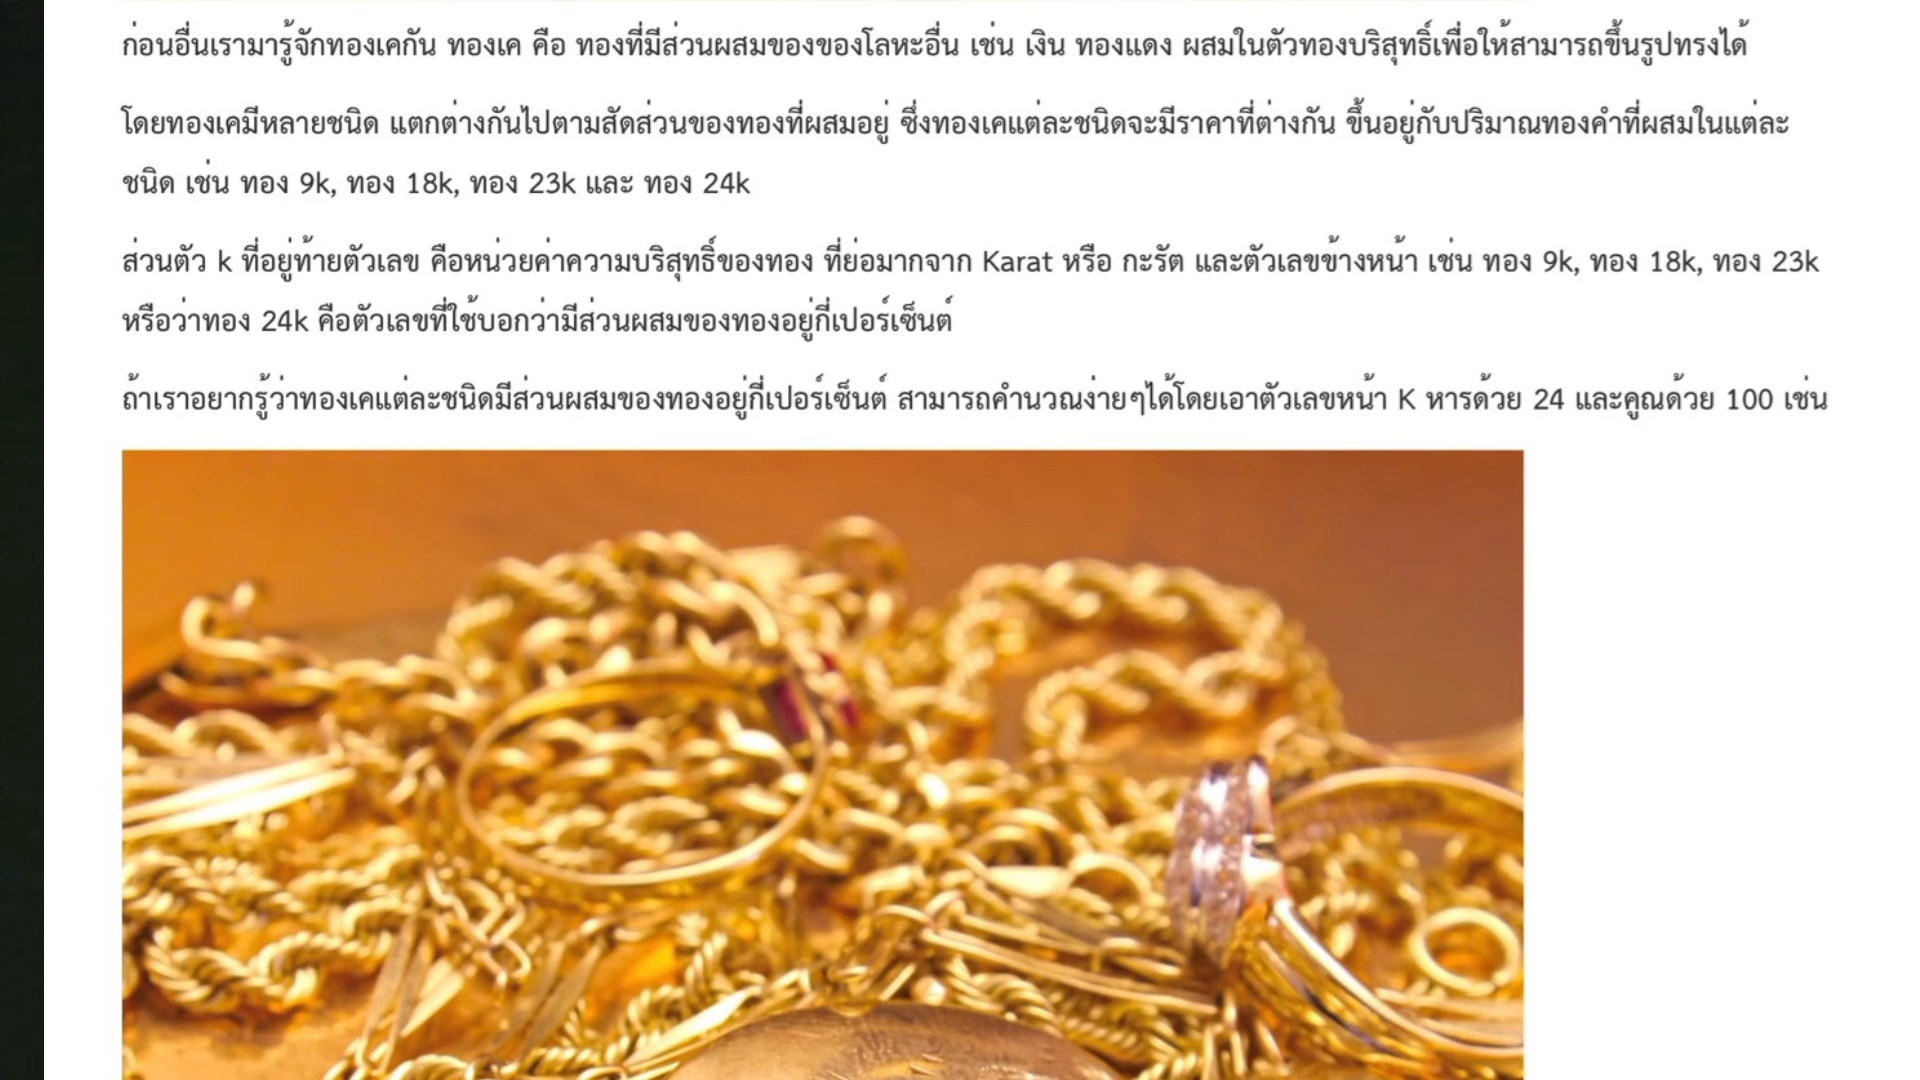 ก่อนอื่นเรามารู้จักทองเคกัน ทองเค คือ ทองที่มีส่วนผสมของของโลหะอื่น เช่น เงิน ทองแดง ผสมในตัวทองบริสุทธิ์เพื่อให้สามารถขึ้นรูปทรงได้
โดยทองเคมีหลายชนิด แตกต่างกันไปตามสัดส่วนของทองที่ผสมอยู่ ซึ่งทองเคแต่ละชนิดจะมีราคาที่ต่างกัน ขึ้นอยู่กับปริมาณทองคำที่ผสมในแต่ละ
ชนิด เช่น ทอง 9k, ทอง 18k, ทอง 23k และ ทอง 24k
ส่วนตัว k ที่อยู่ท้ายตัวเลข คือหน่วยค่าความบริสุทธิ์ของทอง ที่ย่อมากจาก Karat หรือ กะรัต และตัวเลขข้างหน้า เช่น ทอง 9k, ทอง 18k, ทอง 23k
หรือว่าทอง 24k คือตัวเลขที่ใช้บอกว่ามีส่วนผสมของทองอยู่กี่เปอร์เซ็นต์
ถ้าเราอยากรู้ว่าทองเคแต่ละชนิดมีส่วนผสมของทองอยู่กี่เปอร์เซ็นต์ สามารถคำนวณง่ายๆได้โดยเอาตัวเลขหน้า K หารด้วย 24 และคูณด้วย 100 เช่น